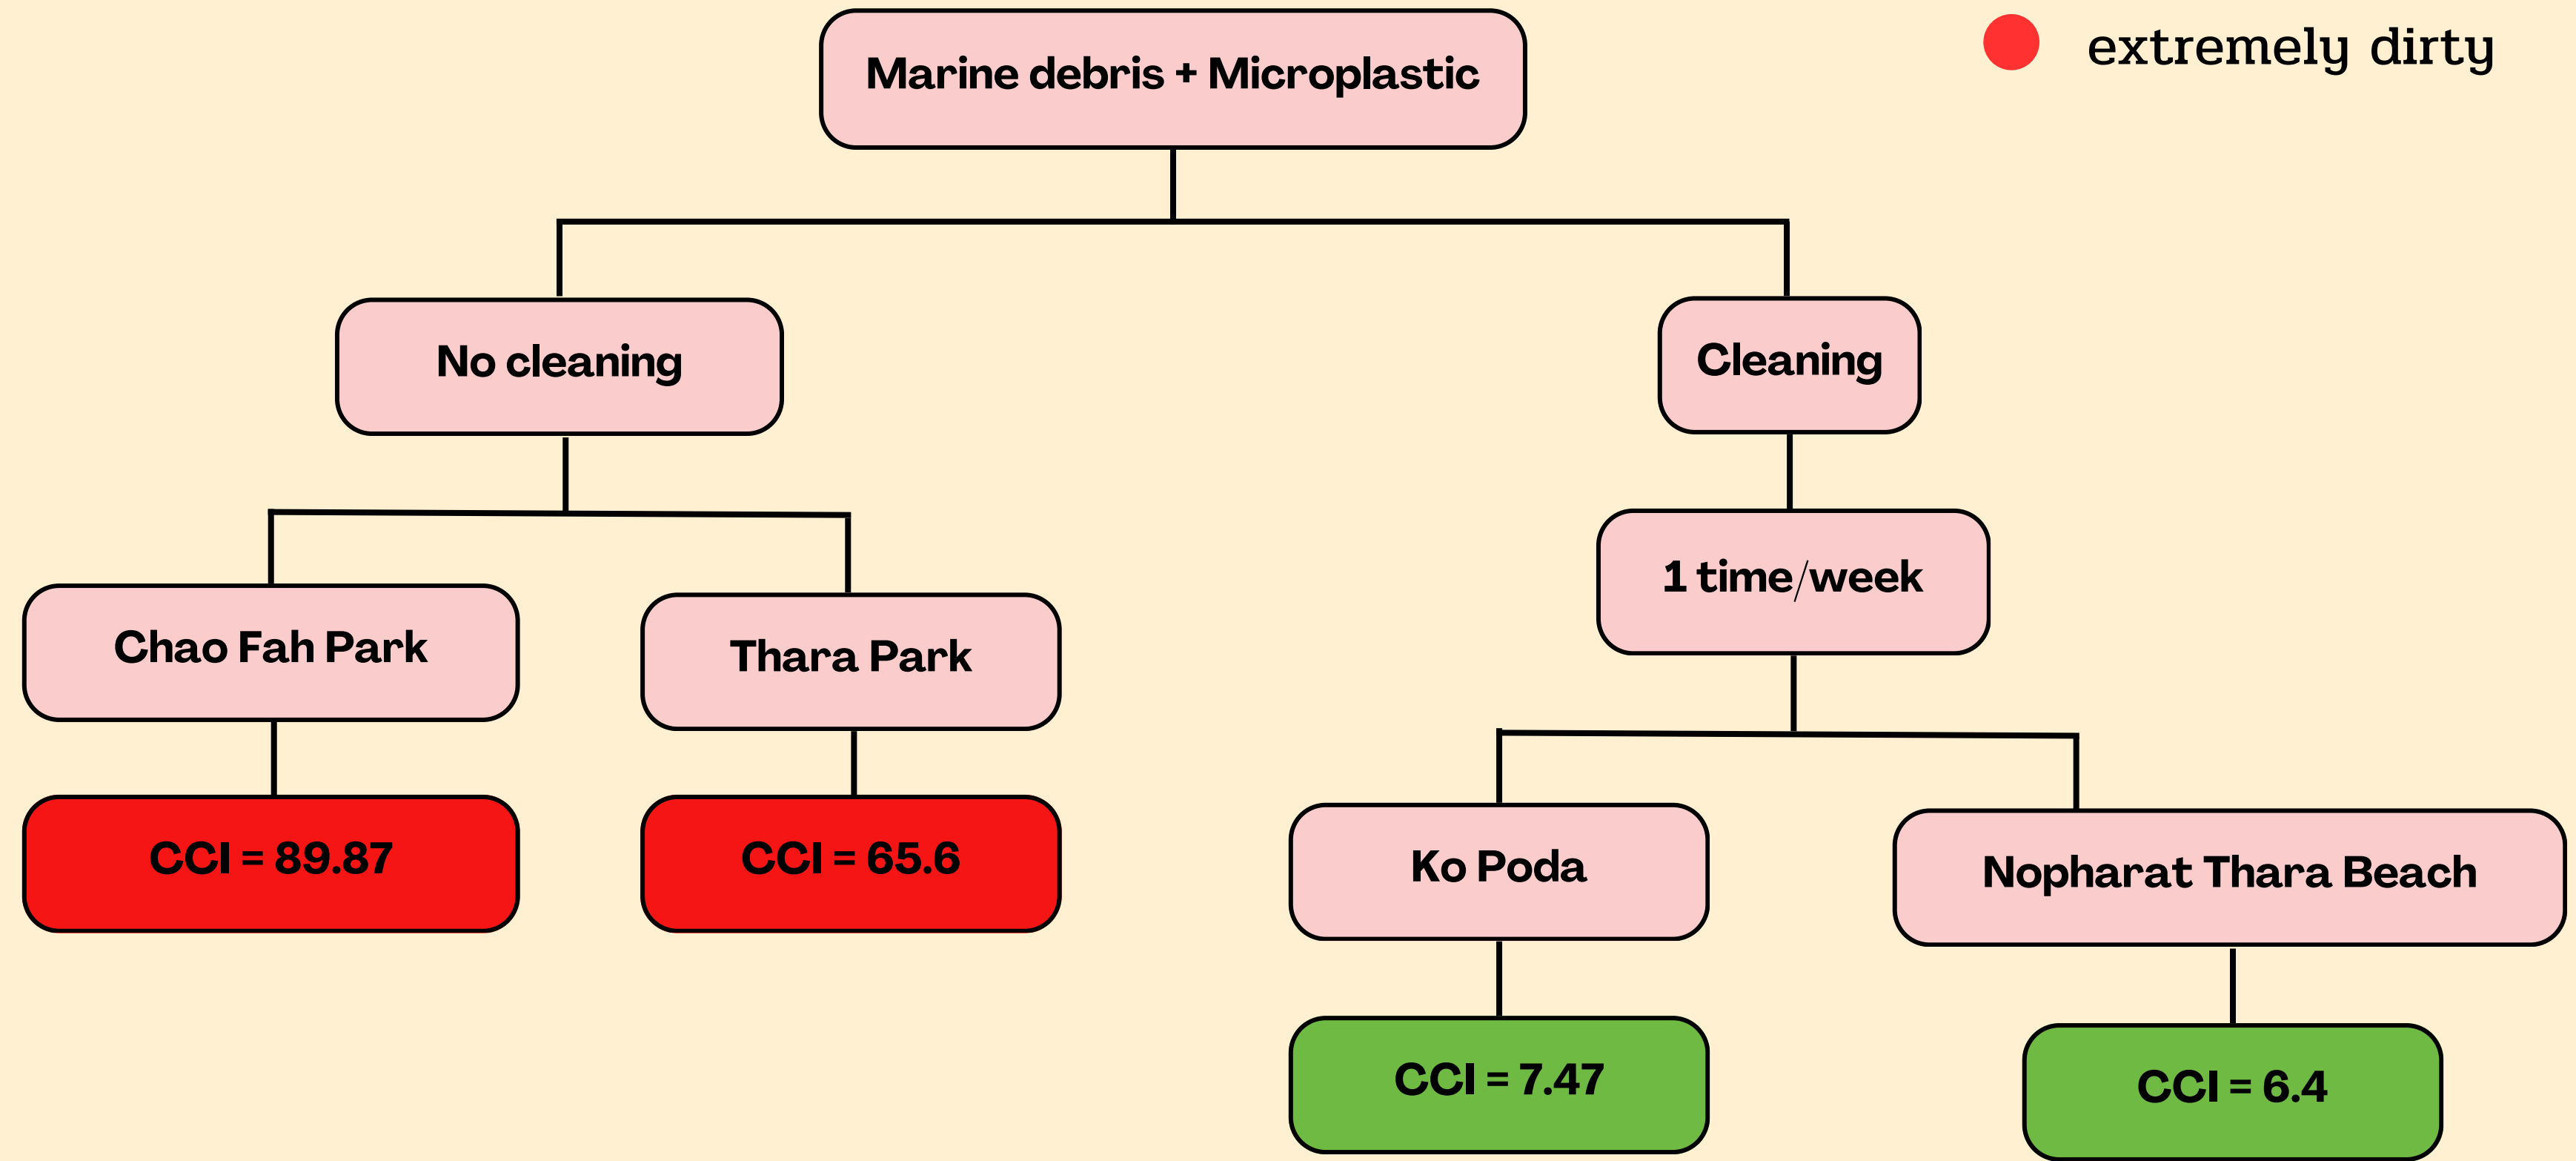 Marine debris + Microplastic
extremely dirty
No cleaning
Cleaning
1 time/week
Chao Fah Park
Thara Park
CCI = 89.87
CCI = 65.6
Ko Poda
Nopharat Thara Beach
CCI = 7.47
CCI = 6.4